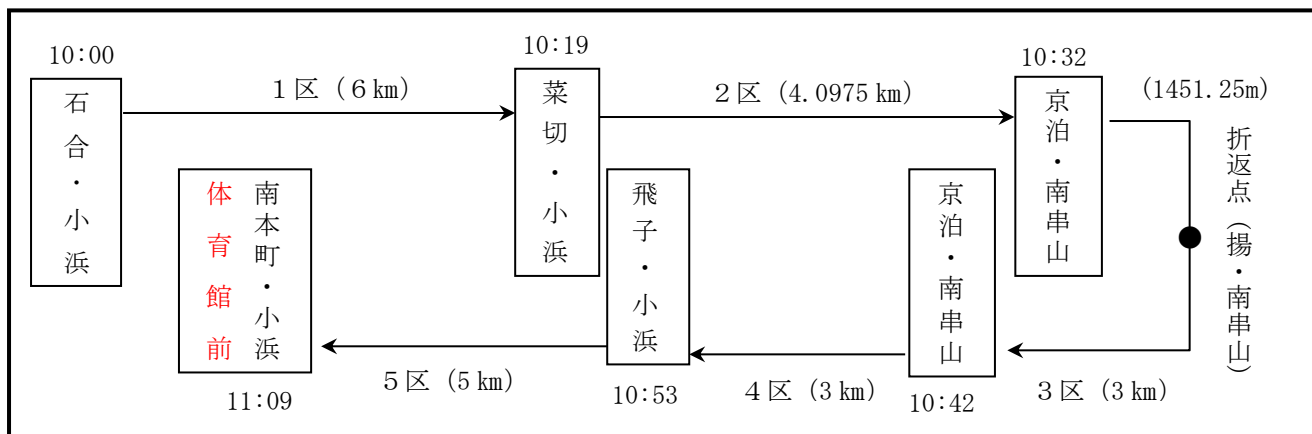 10:00
石合・小浜
1区（6km）
10:19
菜切・小浜
2区（4.0975km）
10:32
京泊・南串山
(1451.25m)
折返点（揚・南串山）
3区（3km）
京泊・南串山
10:42
4区（3km）
飛子・小浜
10:53
5区（5km）
南本町・小浜
体育館前
11:09